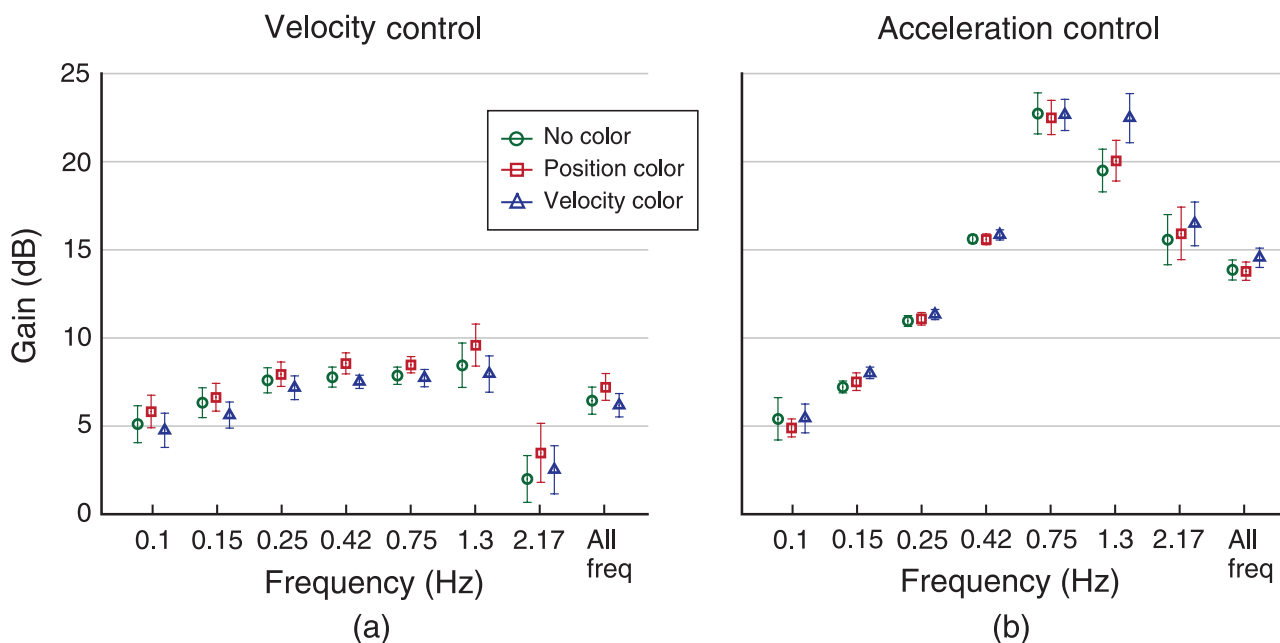 Velocity control
Acceleration control
Gain (dB)
25
20
15
10
5
0
No color
Position color
Velocity color
0.1 0.15 0.25 0.42 0.75 1.3 2.17 All freq
Frequency (Hz)
(a)
0.1 0.15 0.25 0.42 0.75 1.3 2.17 All freq
Frequency (Hz)
(b)